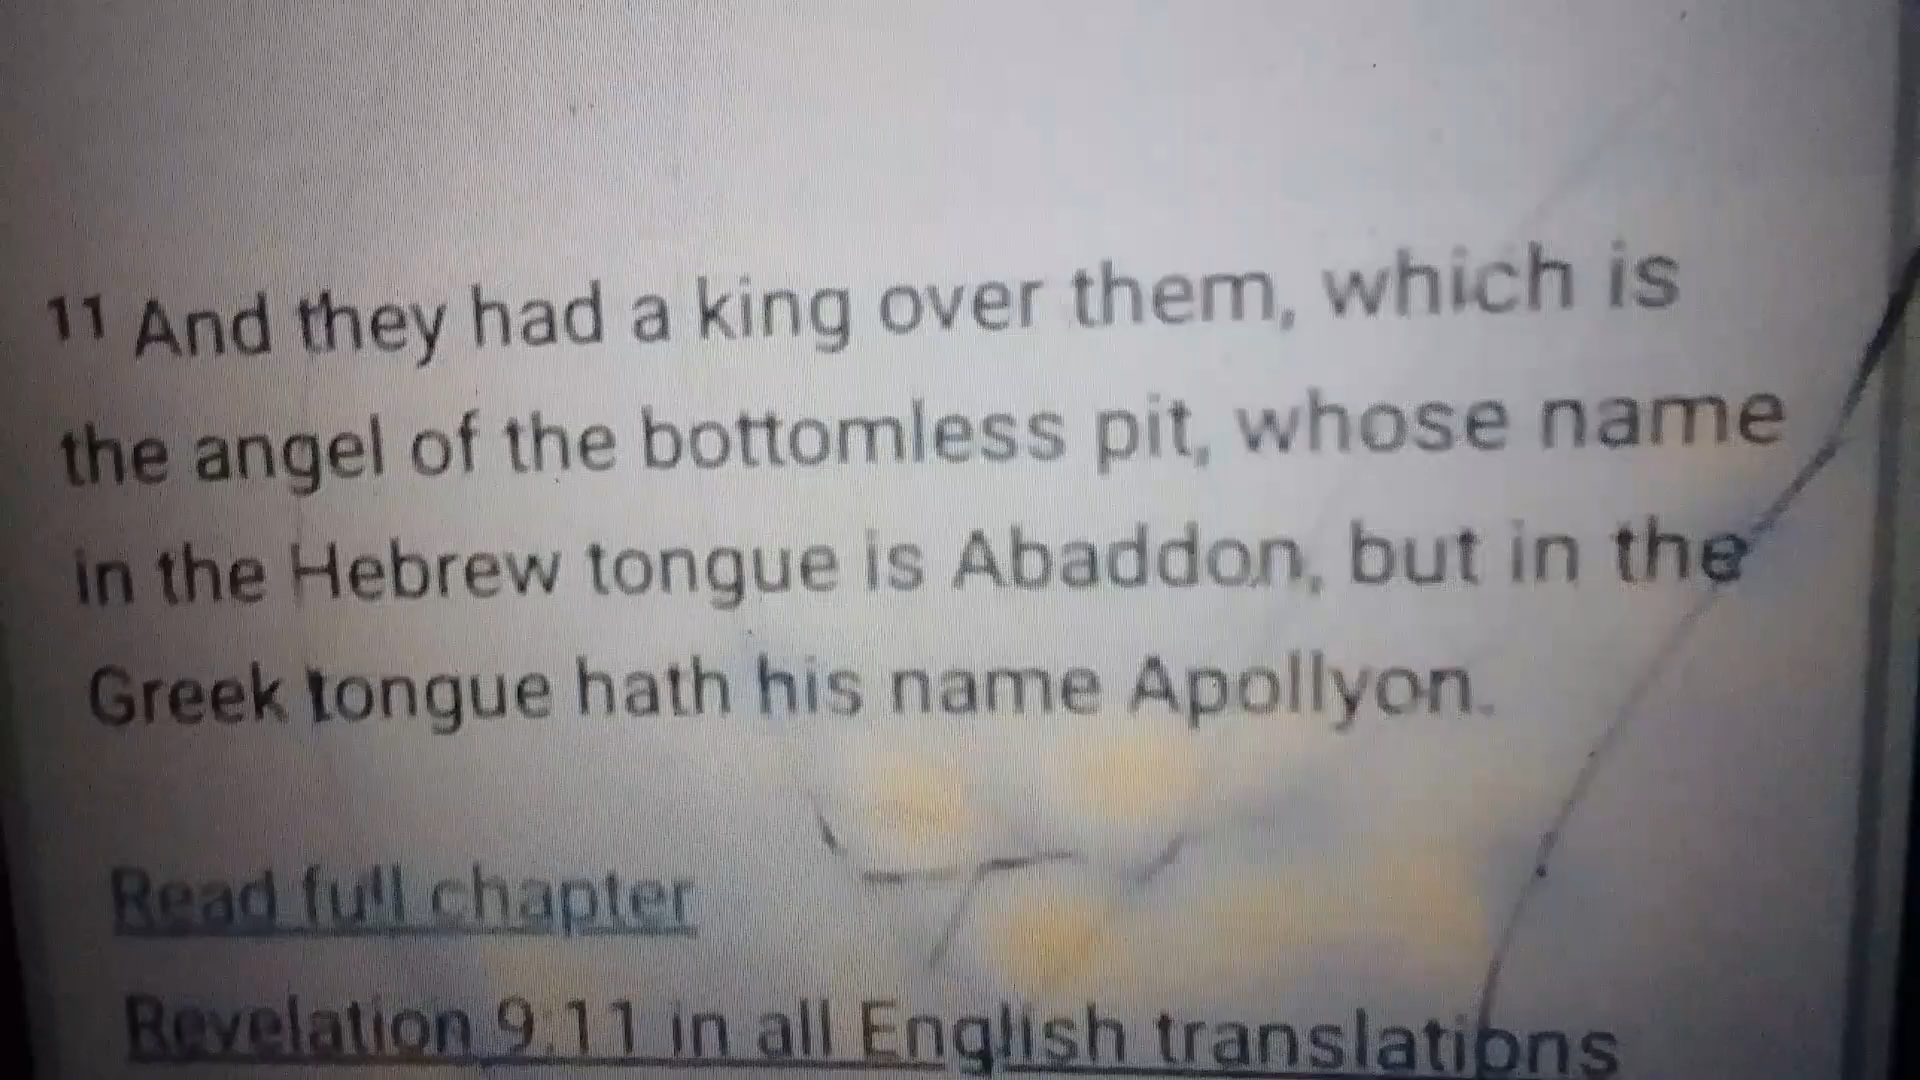 11 And they had a king over them, which is
the angel of the bottomless pit, whose name
in the Hebrew tongue is Abaddon, but in the
Greek tongue hath his name Apollyon.
Read full chapter
Revelation 9:11 in all English translations